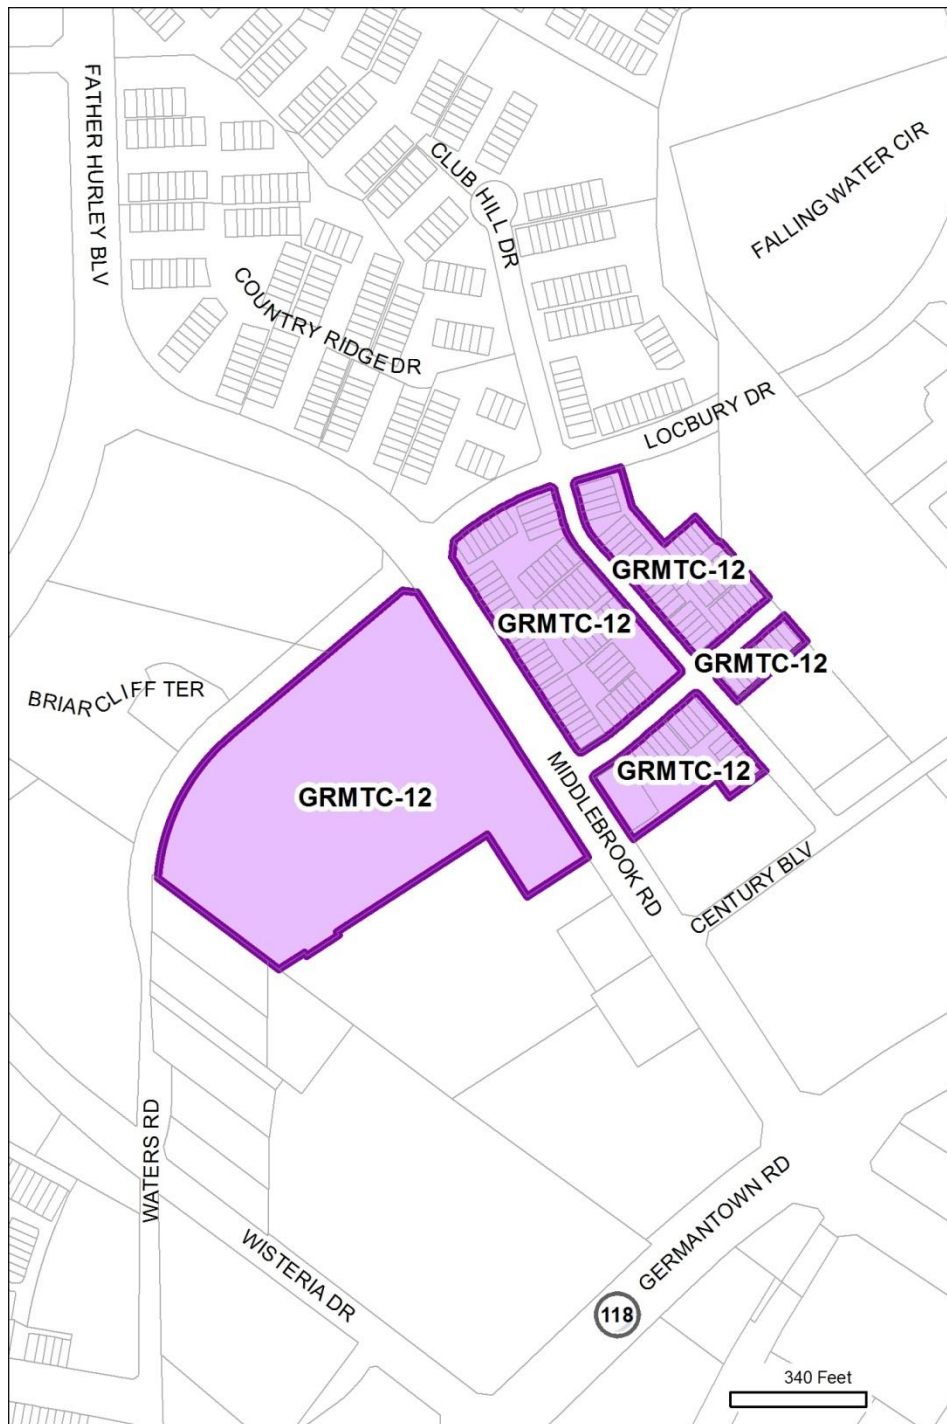 FATHER HURLEY BLV
CLUB HILL DR
FALLING WATER CIR
COUNTRY RIDGE DR
LOCBURY DR
GRMTC-12
GRMTC-12
GRMTC-12
BRIARCLIFF TER
GRMTC-12
GRMTC-12
MIDDLEBROOK RD
CENTURY BLV
WATERS RD
GERMANTOWN RD
WISTERIA DR
118
340 Feet